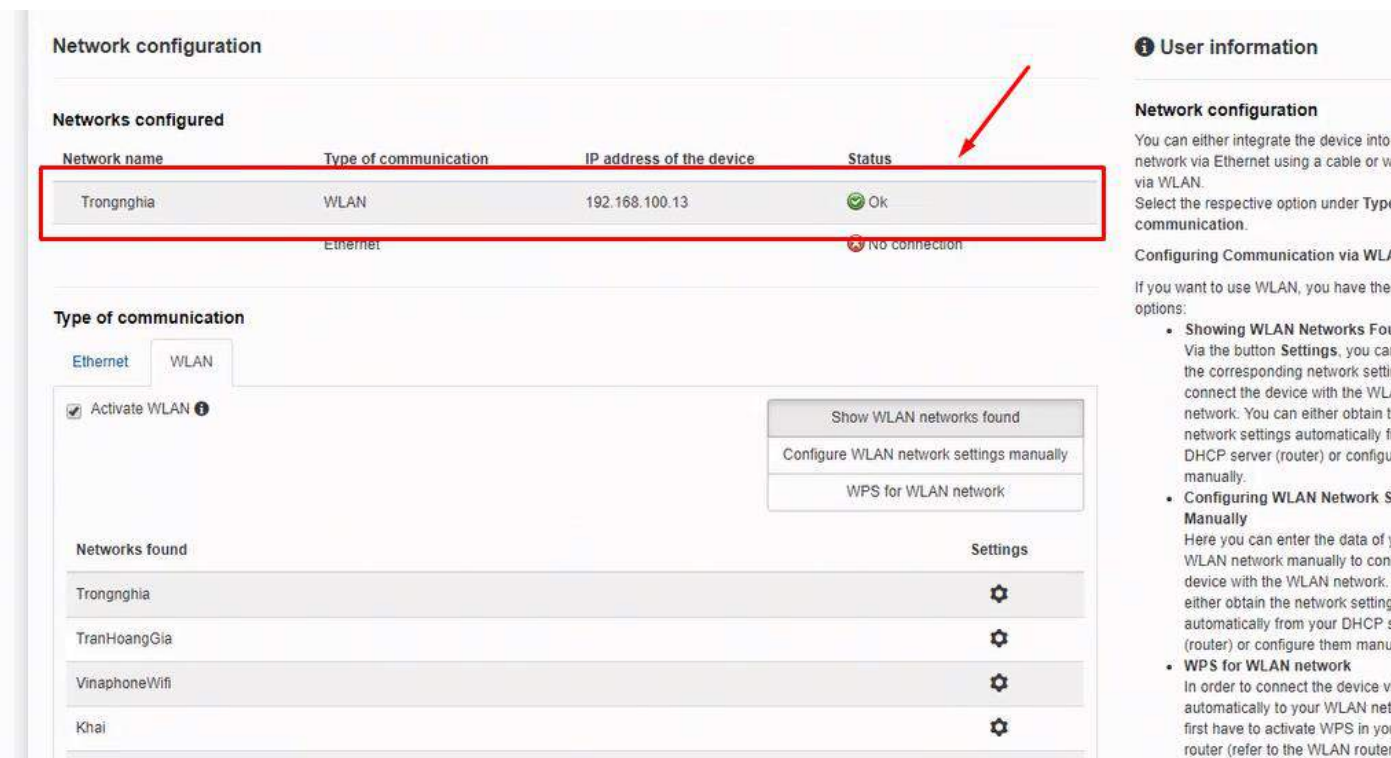 Network configuration
Networks configured
Network name Type of communication IP address of the device Status
Trongnghia WLAN 192.168.100.13 Ok
Ethernet No connection
Type of communication
Ethernet WLAN
Activate WLAN
Show WLAN networks found
Configure WLAN network settings manually
WPS for WLAN network
Networks found Settings
Trongnghia
TranHoangGia
VinaphoneWifi
Khai
User information
Network configuration
You can either integrate the device into
network via Ethernet using a cable or
via WLAN.
Select the respective option under Type
communication.
Configuring Communication via
If you want to use WLAN, you have the
options:
• Showing WLAN Networks
Via the button Settings, you
the corresponding network
connect the device with the
network. You can either obtain
network settings automatically
DHCP server (router) or
manually.
• Configuring WLAN Network
Manually
Here you can enter the data of
WLAN network manually to
device with the WLAN network.
either obtain the network
automatically from your DHCP
(router) or configure them
• WPS for WLAN network
In order to connect the device
automatically to your WLAN
first have to activate WPS in
router (refer to the WLAN router